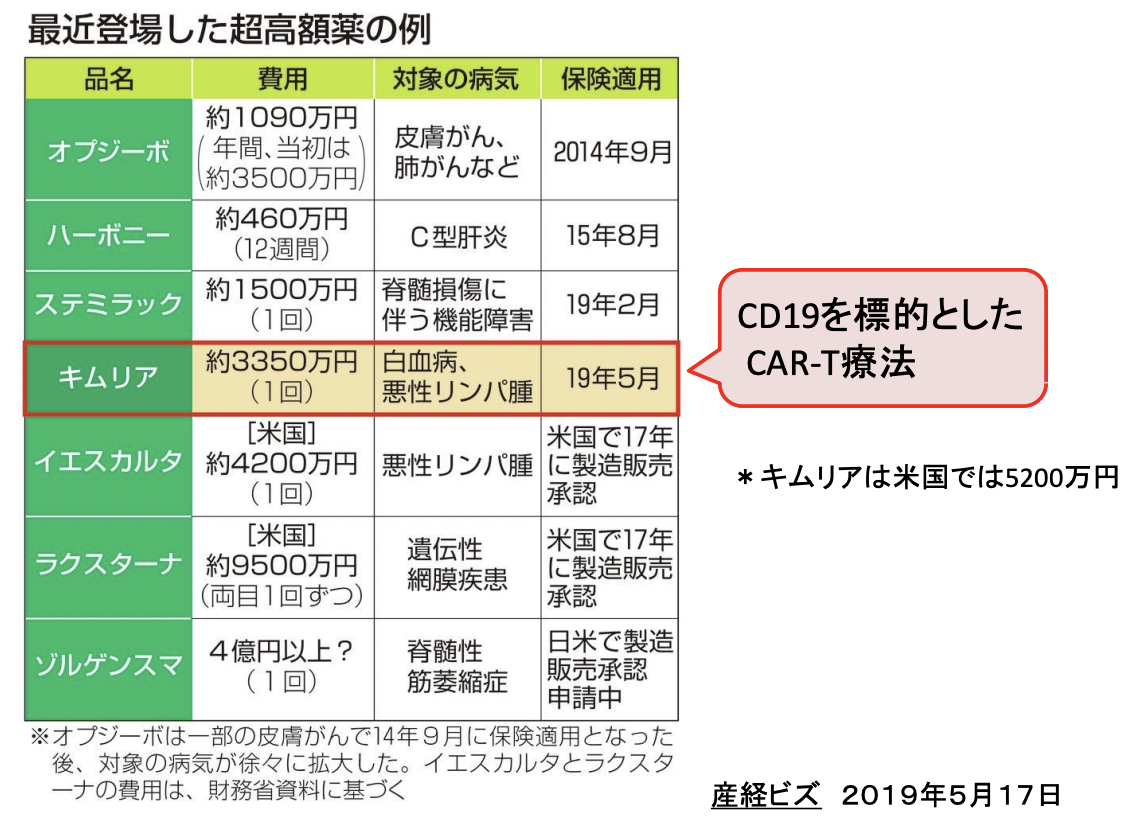 最近登場した超高額薬の例
品名 費用 対象の病気 保険適用
オプジーボ
約1090万円
(年間、当初は
約3500万円)
皮膚がん、
肺がんなど
2014年9月
ハーボニー
約460万円
(12週間)
C型肝炎
15年8月
ステミラック
約1500万円
(1回)
脊髄損傷に
伴う機能障害
19年2月
キムリア
約3350万円
(1回)
白血病、
悪性リンパ腫
19年5月
CD19を標的とした
CAR-T療法
イエスカルタ
[米国]
約4200万円
(1回)
悪性リンパ腫
米国で17年
に製造販売
承認
*キムリアは米国では5200万円
ラクスターナ
[米国]
約9500万円
(両目1回ずつ)
遺伝性
網膜疾患
米国で17年
に製造販売
承認
ゾルゲンスマ
4億円以上?
(1回)
脊髄性
筋萎縮症
日米で製造
販売承認
申請中
※オプジーボは一部の皮膚がんで14年9月に保険適用となった
後、対象の病気が徐々に拡大した。イエスカルタとラクスタ
ーナの費用は、財務省資料に基づく
産経ビズ 2019年5月17日